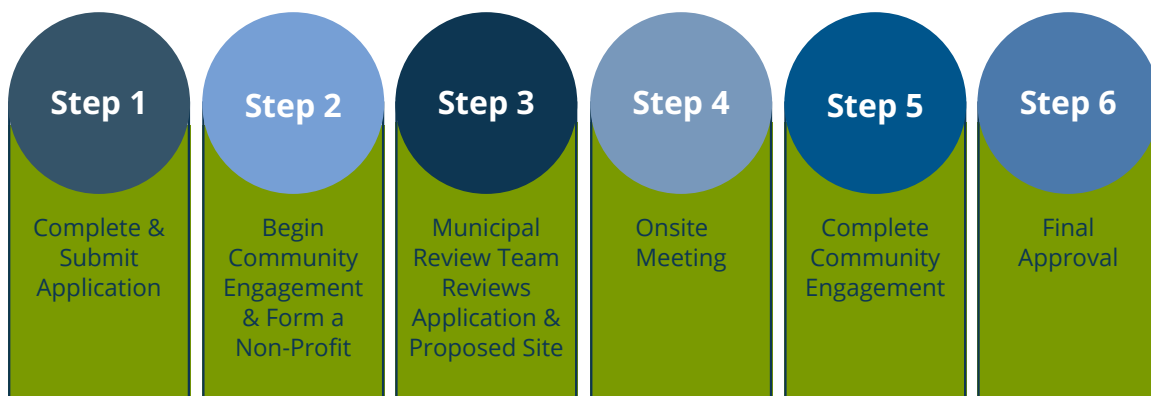 Step 1
Complete &
Submit
Application
Step 2
Begin
Community
Engagement
& Form a
Non-Profit
Step 3
Municipal
Review Team
Reviews
Application &
Proposed Site
Step 4
Onsite
Meeting
Step 5
Complete
Community
Engagement
Step 6
Final
Approval